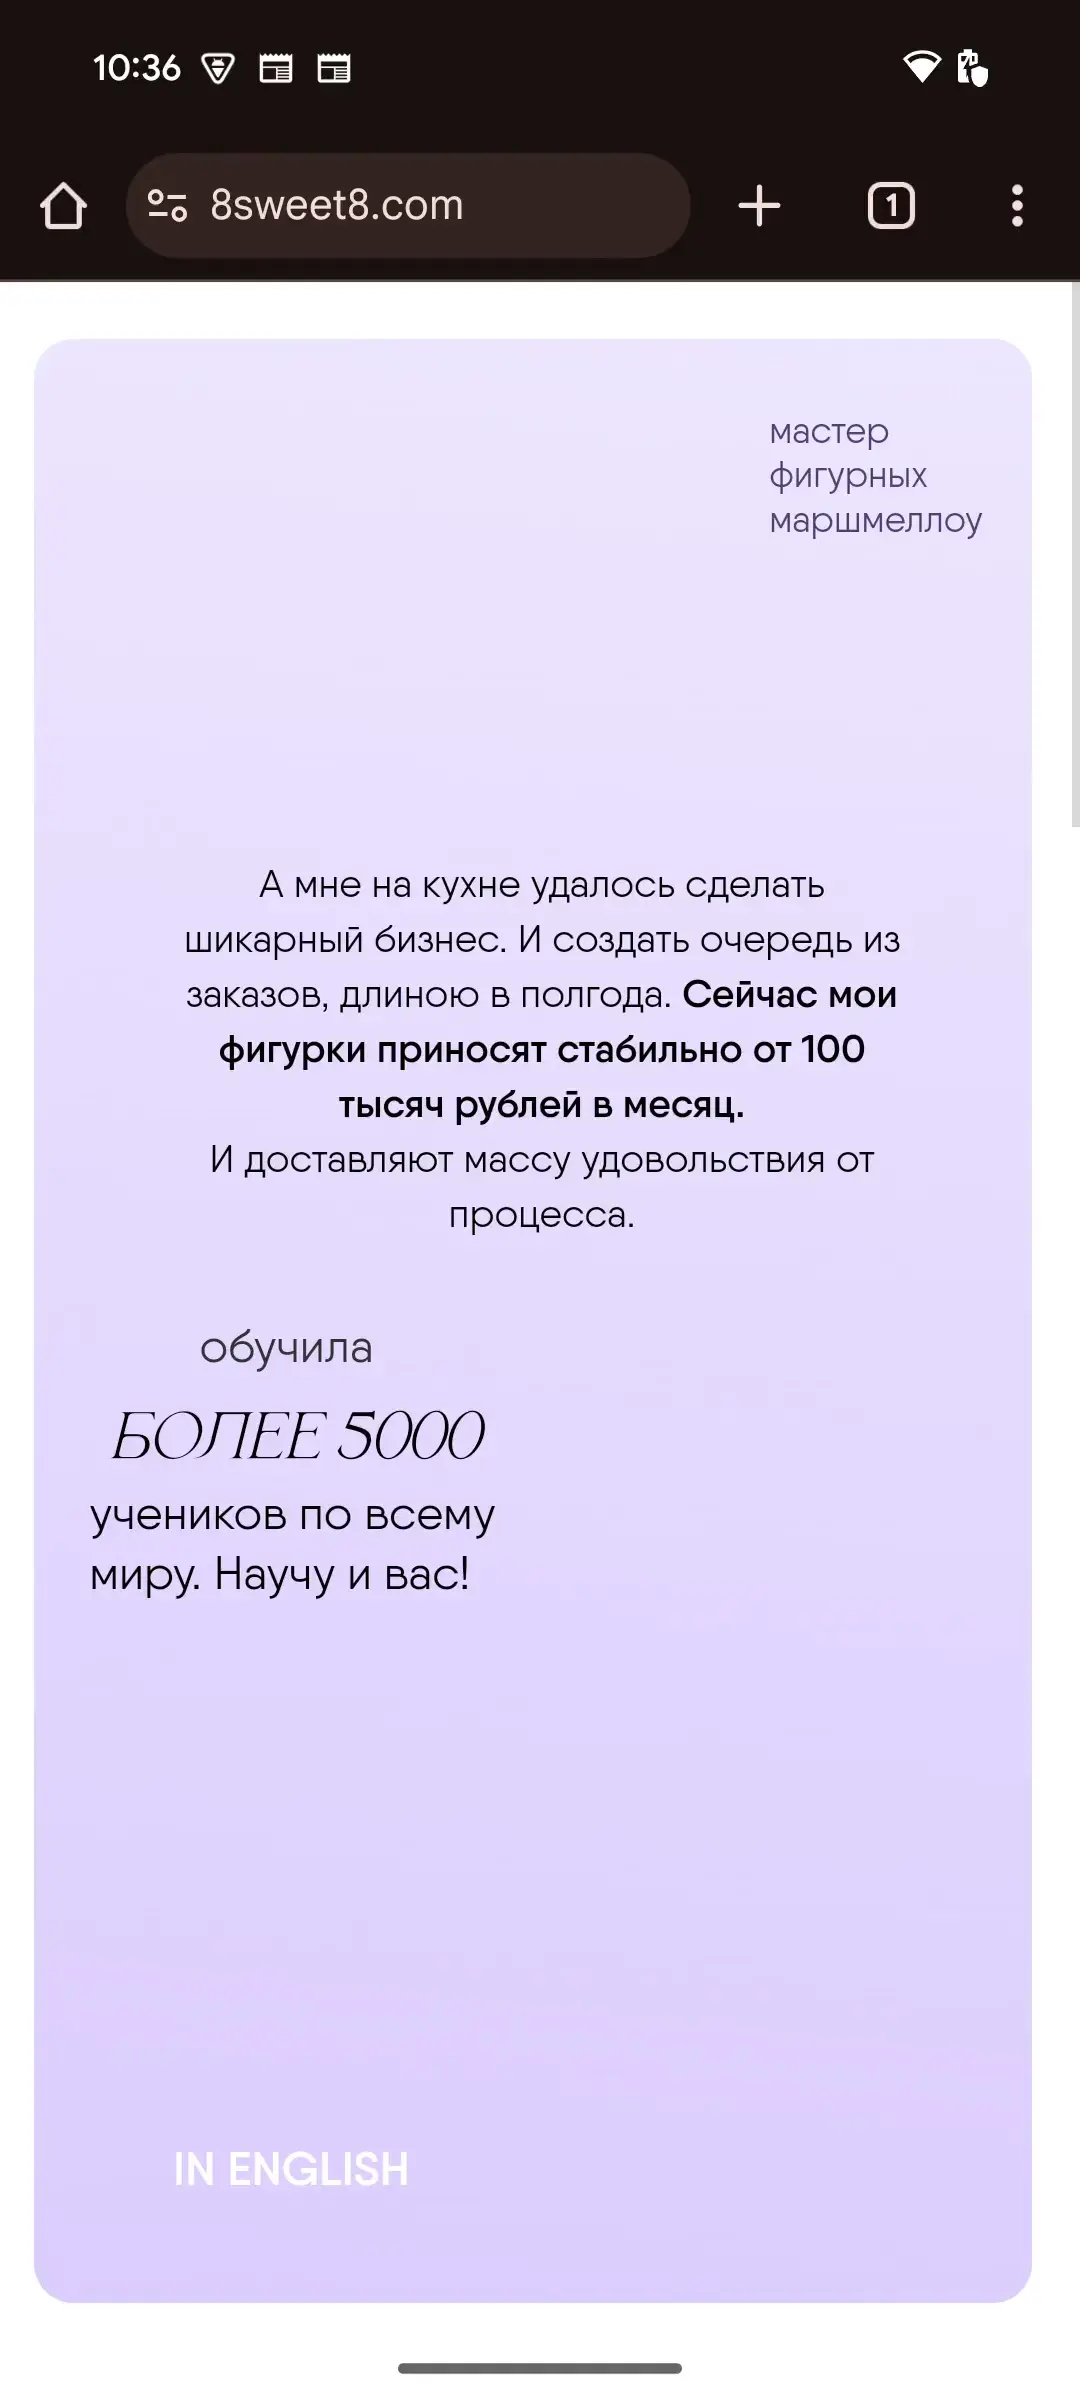 10:36
8sweet8.com
1
мастер
фигурных
маршмеллоу
А мне на кухне удалось сделать
шикарный бизнес. И создать очередь из
заказов, длиною в полгода. Сейчас мои
фигурки приносят стабильно от 100
тысяч рублей в месяц.
И доставляют массу удовольствия от
процесса.
обучила
БОЛЕЕ 5000
учеников по всему
миру. Научу и вас!
IN ENGLISH